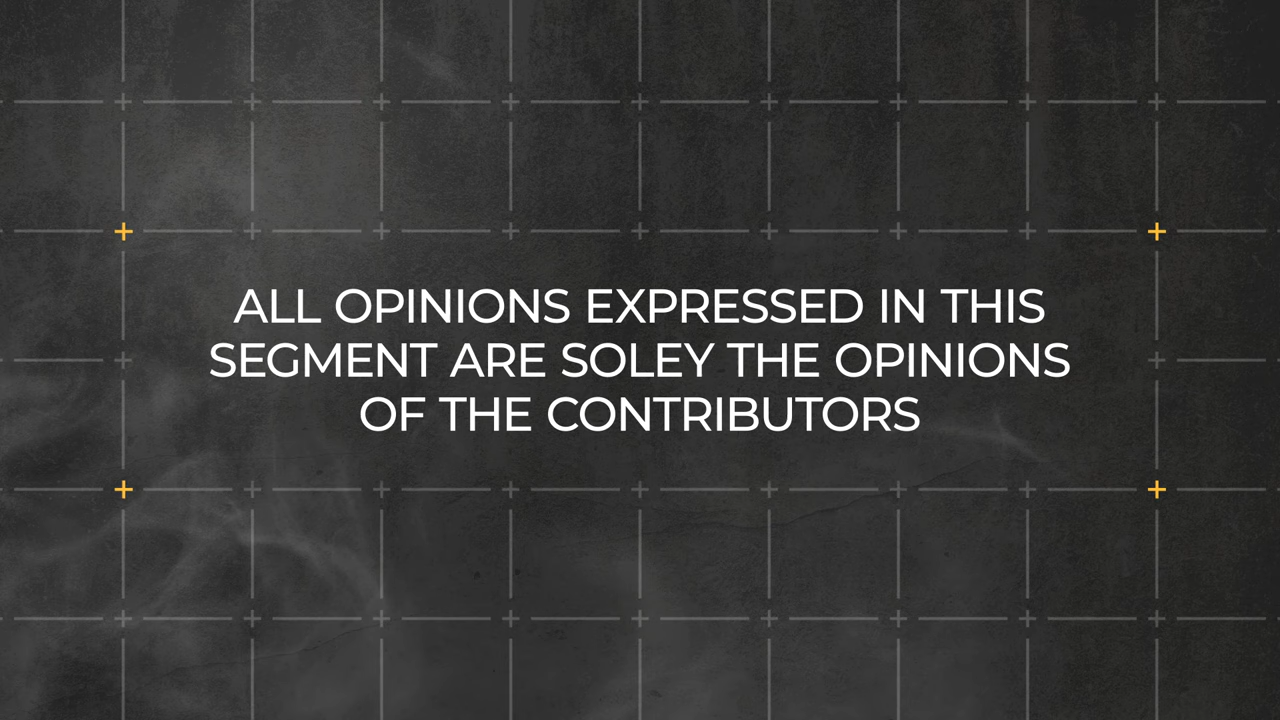 ALL OPINIONS EXPRESSED IN THIS
SEGMENT ARE SOLEY THE OPINIONS
OF THE CONTRIBUTORS